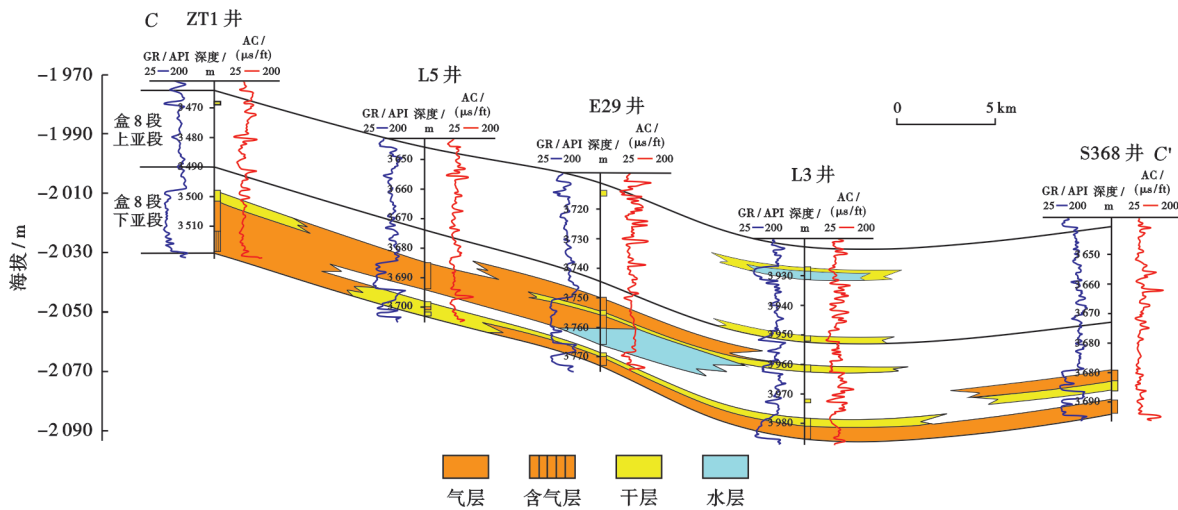 C ZT1 井
GR/API 深度/ AC/
(μs/ft)
25 200 m 25 200
-1 970
-1 990
-2 010
-2 030
-2 050
-2 070
-2 090
海拔/m
盒 8 段
上亚段
盒 8 段
下亚段
3 470
3 480
3 490
3 500
3 510
L5 井
GR/API 深度/ AC/
(μs/ft)
25 200 m 25 200
3 650
3 660
3 670
3 680
3 690
3 700
E29 井
GR/API 深度/ AC/
(μs/ft)
25 200 m 25 200
3 720
3 730
3 740
3 750
3 760
3 770
0 5 km
L3 井
GR/API 深度/ AC/
(μs/ft)
25 200 m 25 200
3 930
3 940
3 950
3 960
3 970
3 980
S368 井 C'
GR/API 深度/ AC/
(μs/ft)
25 200 m 25 200
3 650
3 660
3 670
3 680
3 690
气层 含气层 干层 水层